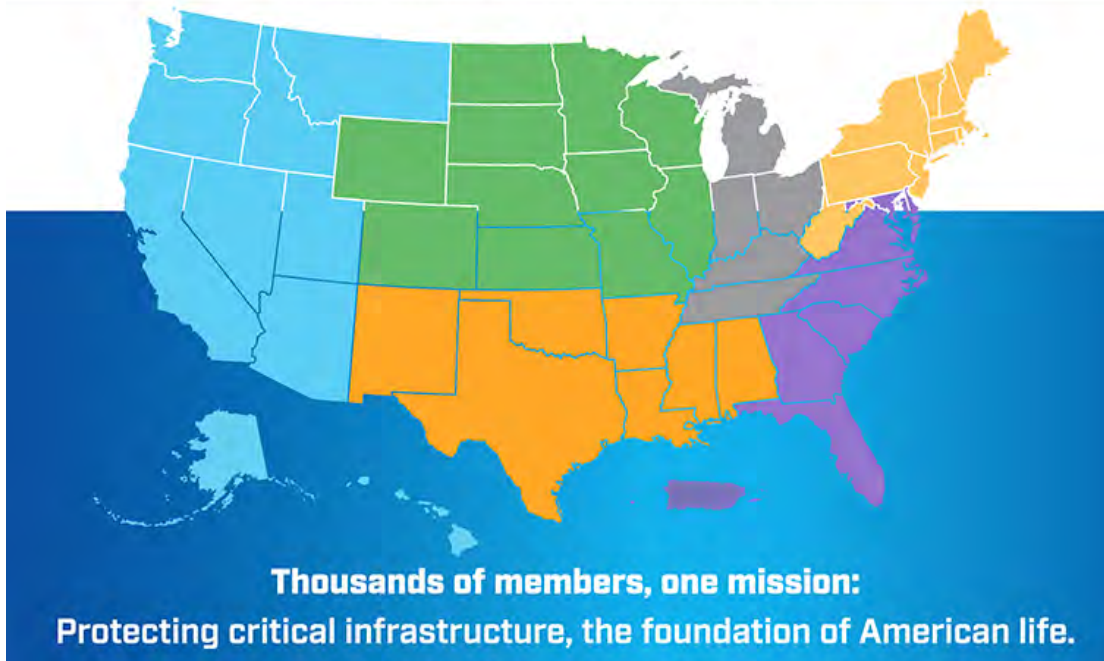 Thousands of members, one mission:
Protecting critical infrastructure, the foundation of American life.